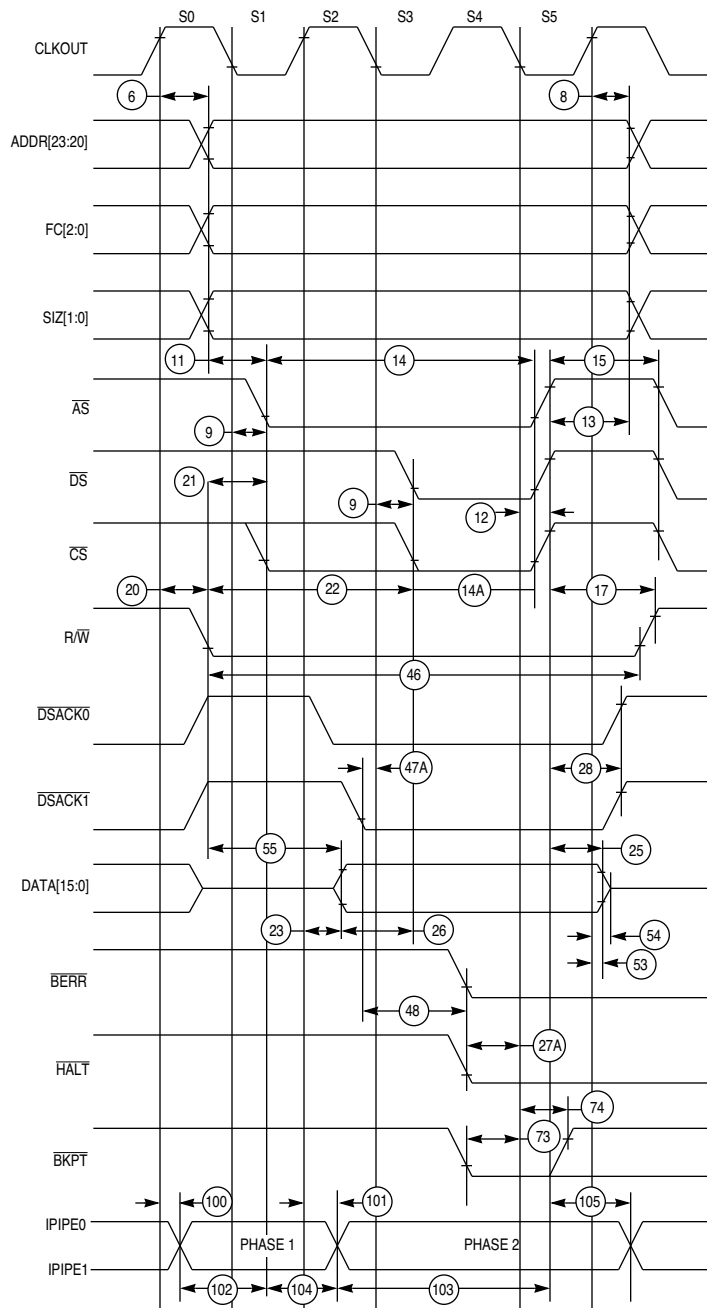 S0 S1 S2 S3 S4 S5
CLKOUT
6 8
ADDR[23:20]
FC[2:0]
SIZ[1:0]
11 14 15
AS
9 13
21
DS
9 12
CS
20 22 14A 17
R/W
46
DSACK0
47A 28
DSACK1
55 25
DATA[15:0]
23 26 54
53
BERR
48
27A
HALT
74
73
BKPT
100 101 105
IPIPE0
PHASE 1 PHASE 2
IPIPE1
102 104 103